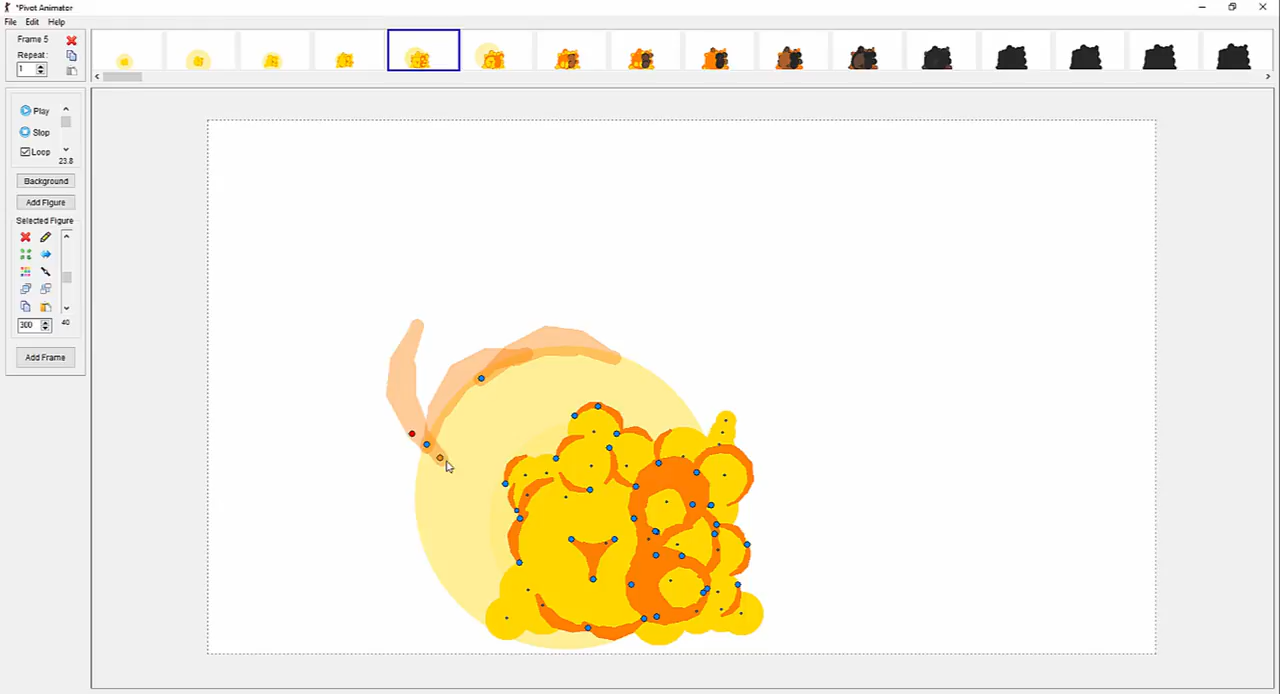 *Pivot Animator
File Edit Help
Frame 5
Repeat:
1
Play
Stop
Loop
23.8
Background
Add Figure
Selected Figure
300
40
Add Frame